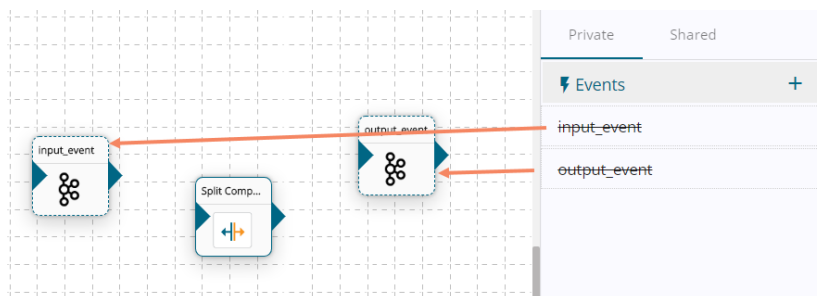 Private Shared
Events +
input_event
output_event
output_event
input_event
Split Comp...